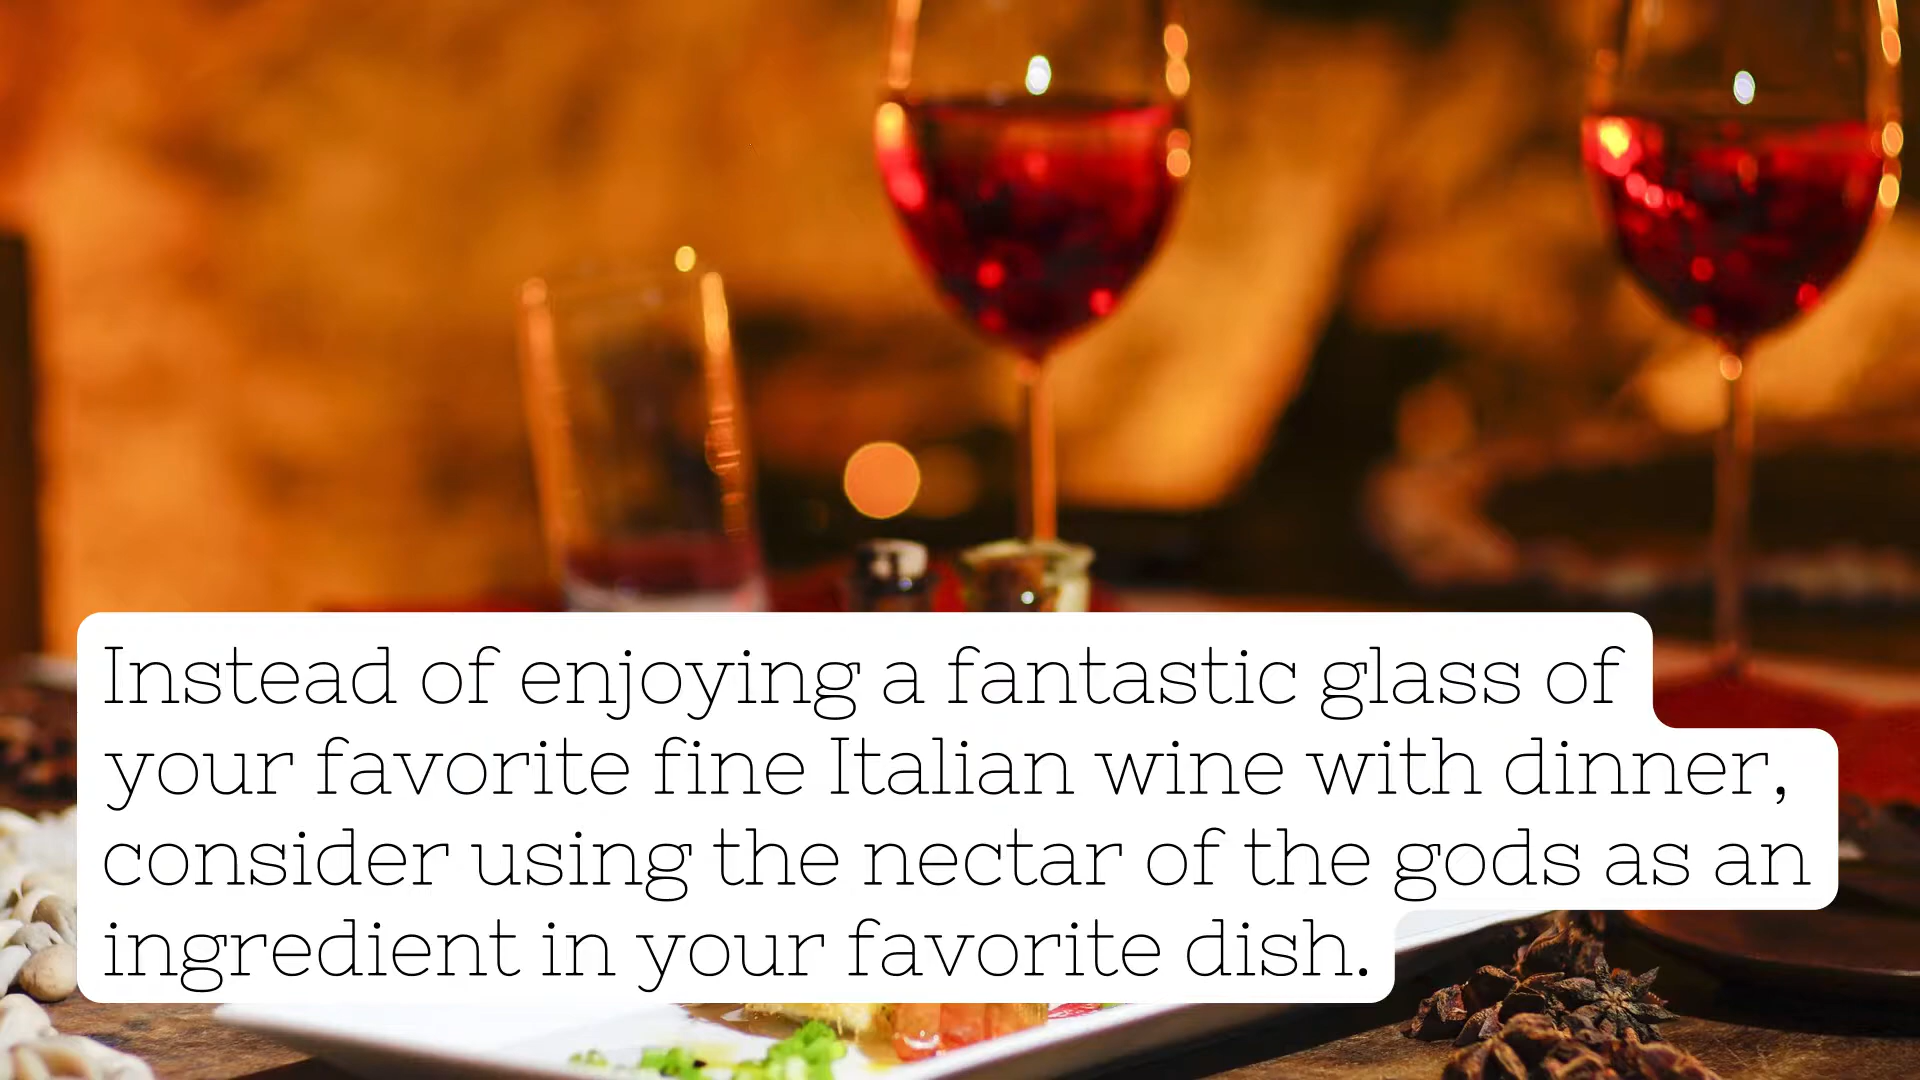 Instead of enjoying a fantastic glass of
your favorite fine Italian wine with dinner,
consider using the nectar of the gods as an
ingredient in your favorite dish.